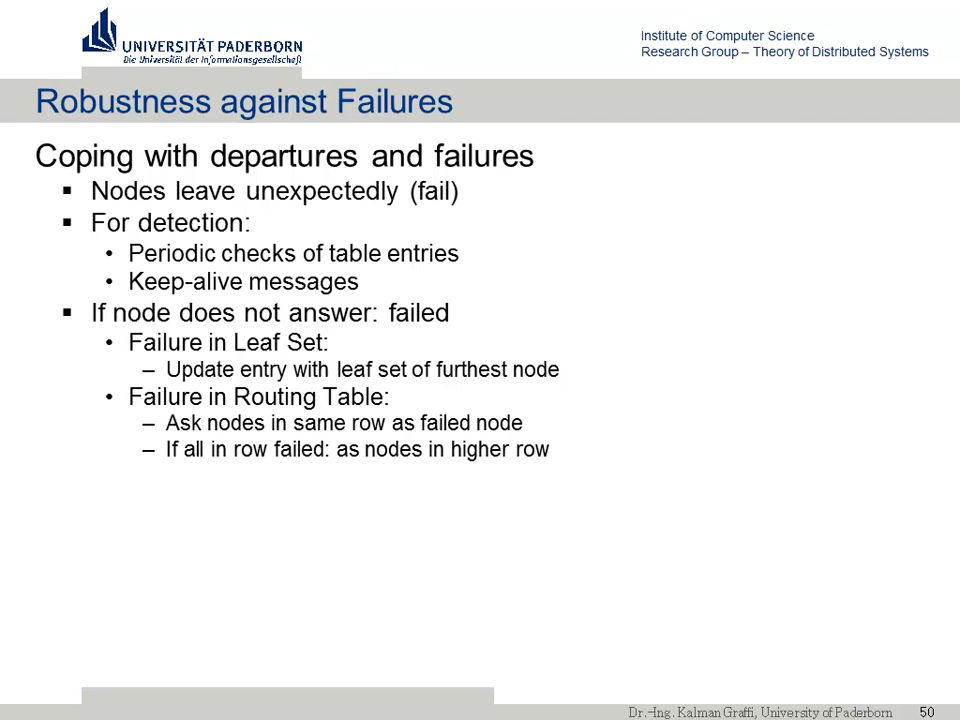 UNIVERSITÄT PADERBORN
Die Universität der Informationsgesellschaft
Institute of Computer Science
Research Group – Theory of Distributed Systems
Robustness against Failures
Coping with departures and failures
▪ Nodes leave unexpectedly (fail)
▪ For detection:
• Periodic checks of table entries
• Keep-alive messages
▪ If node does not answer: failed
• Failure in Leaf Set:
– Update entry with leaf set of furthest node
• Failure in Routing Table:
– Ask nodes in same row as failed node
– If all in row failed: as nodes in higher row
Dr.-Ing. Kalman Graffi, University of Paderborn 50